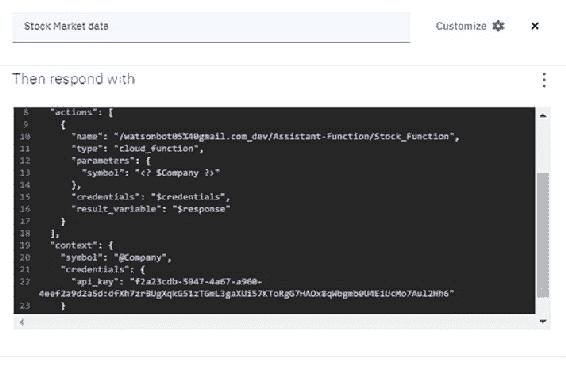 Stock Market data
Customize
Then respond with
8 "actions": [
9 {
10 "name": "/watsonbot05%40gmail.com_dev/Assistant-Function/Stock_Function",
11 "type": "cloud_function",
12 "parameters": {
13 "symbol": "<? $Company ?>"
14 },
15 "credentials": "$credentials",
16 "result_variable": "$response"
17 }
18 ],
19 "context": {
20 "symbol": "@Company",
21 "credentials": {
22 "api_key":
23 }